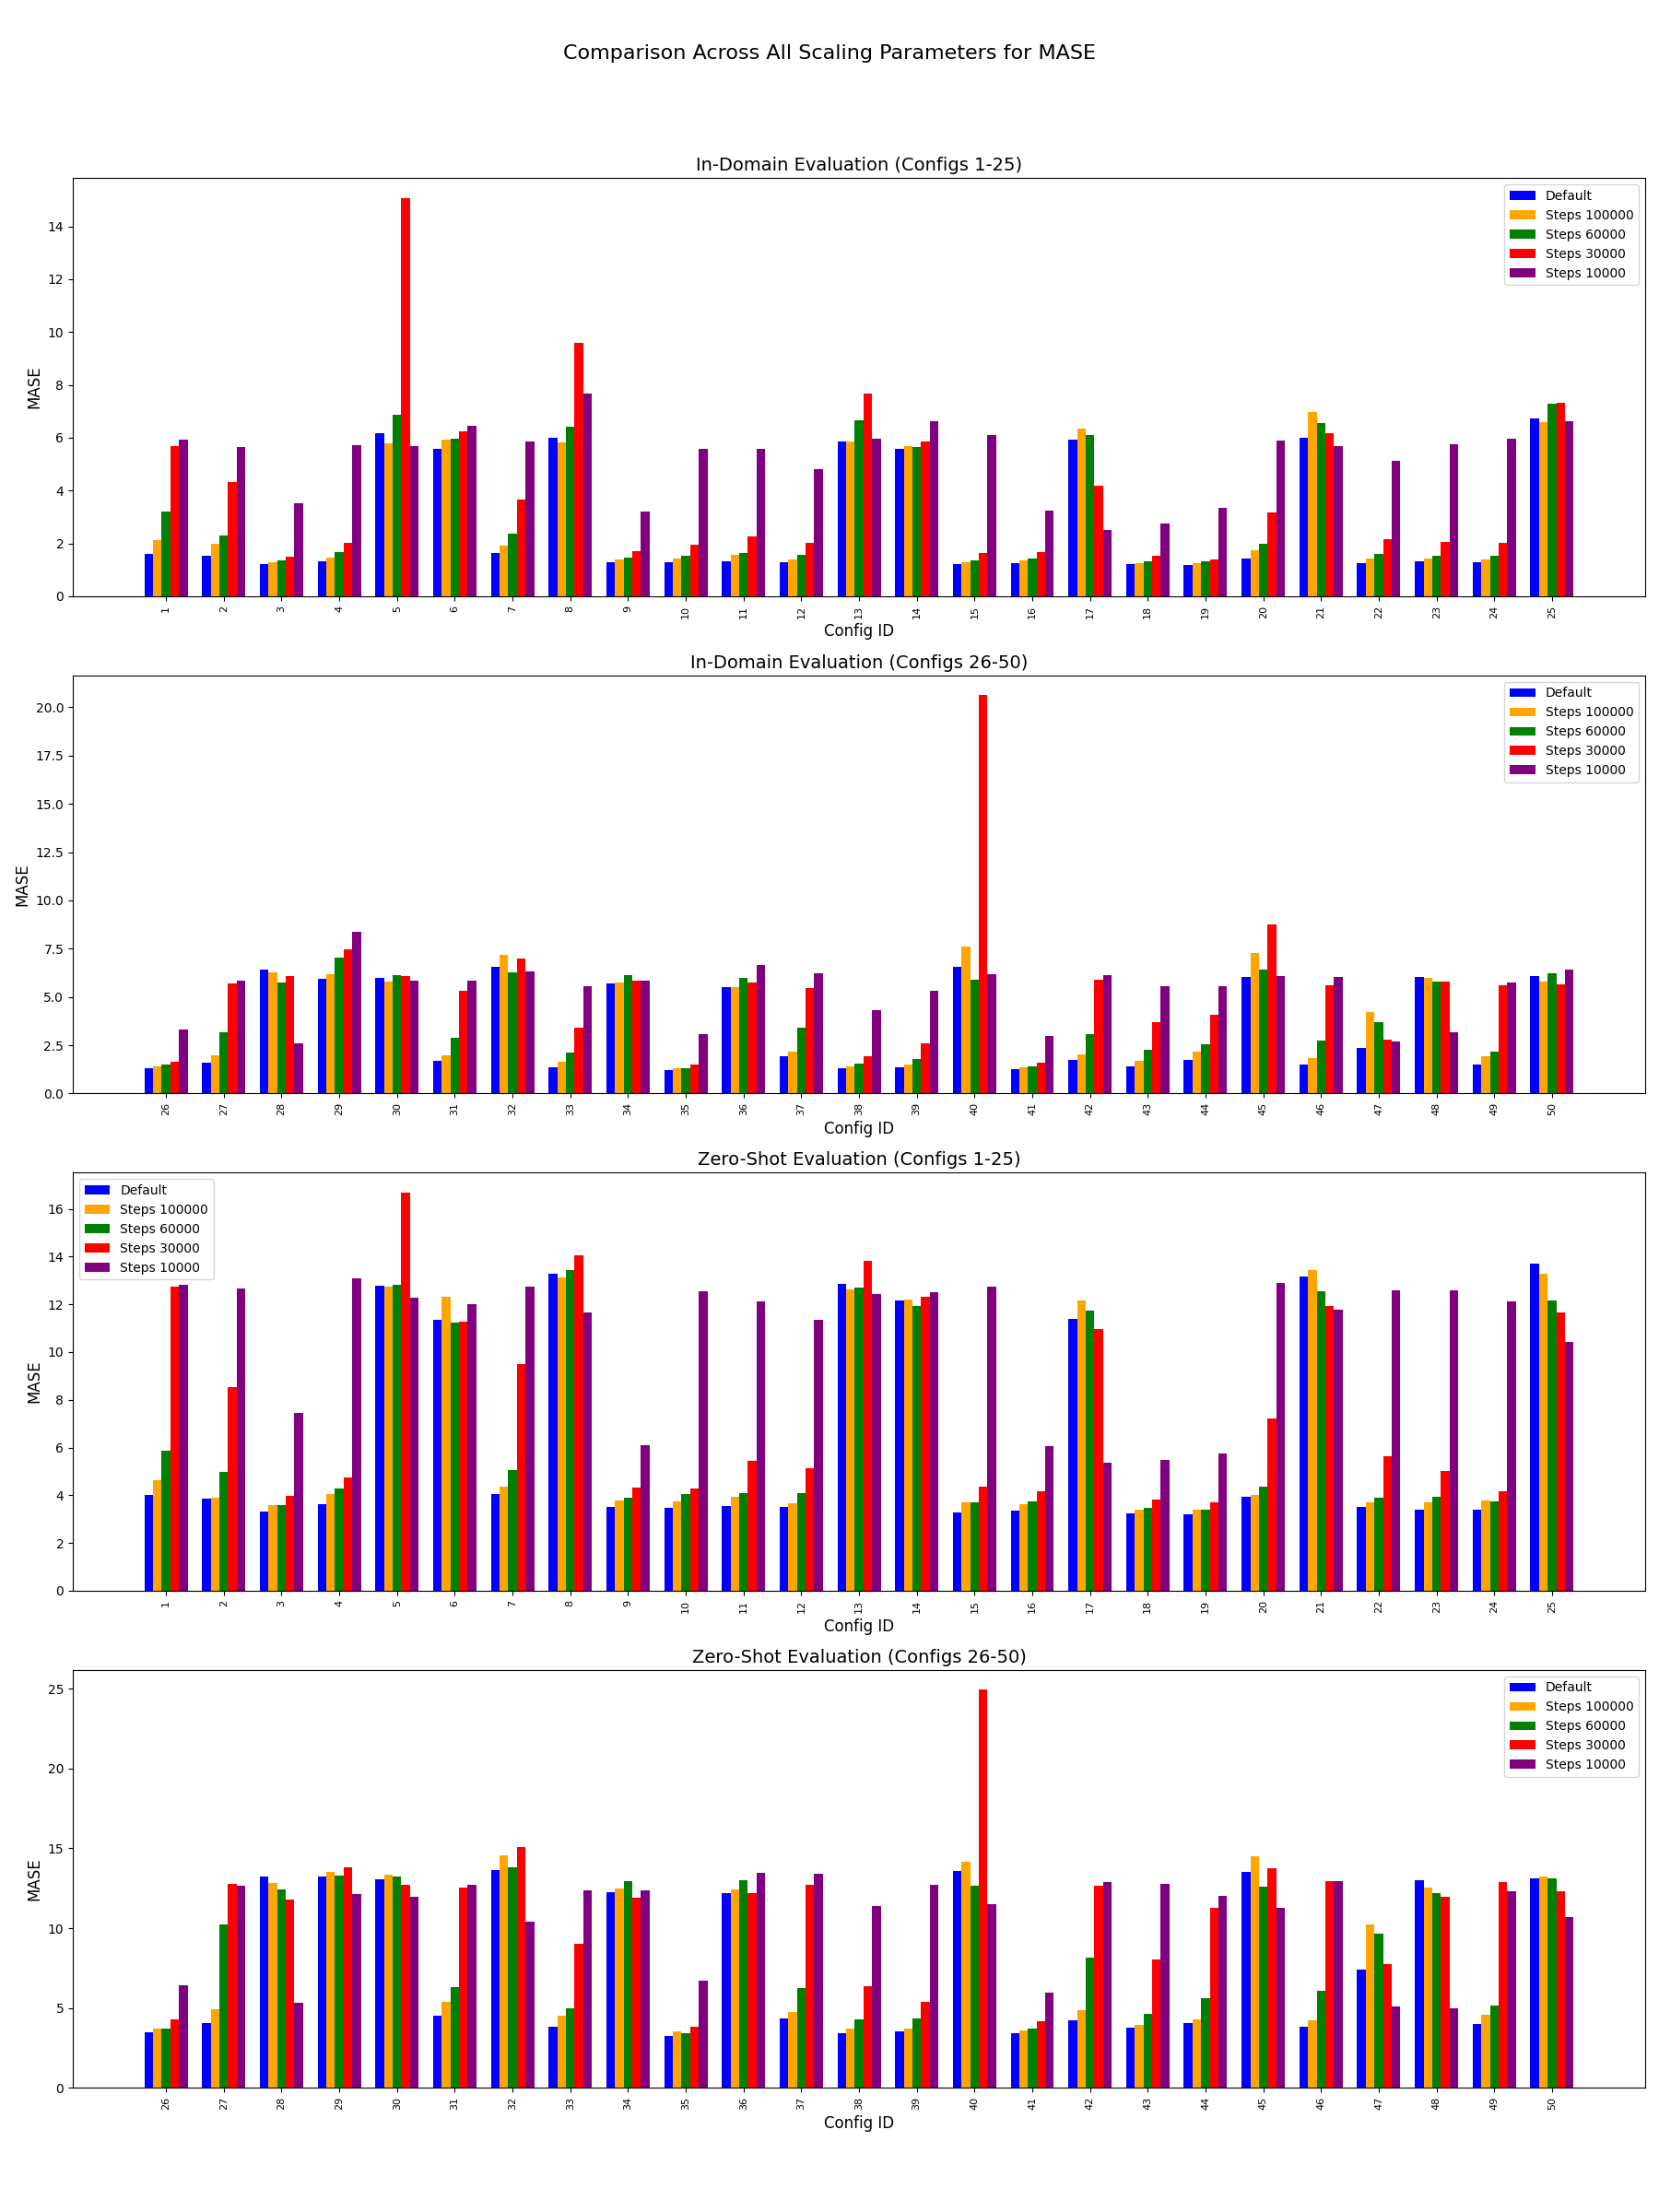 Comparison Across All Scaling Parameters for MASE
In-Domain Evaluation (Configs 1-25)
MASE
14
12
10
8
6
4
2
0
Default
Steps 100000
Steps 60000
Steps 30000
Steps 10000
1 2 3 4 5 6 7 8 9 10 11 12 13 14 15 16 17 18 19 20 21 22 23 24 25
Config ID
In-Domain Evaluation (Configs 26-50)
MASE
20.0
17.5
15.0
12.5
10.0
7.5
5.0
2.5
0.0
Default
Steps 100000
Steps 60000
Steps 30000
Steps 10000
26 27 28 29 30 31 32 33 34 35 36 37 38 39 40 41 42 43 44 45 46 47 48 49 50
Config ID
Zero-Shot Evaluation (Configs 1-25)
MASE
16
14
12
10
8
6
4
2
0
Default
Steps 100000
Steps 60000
Steps 30000
Steps 10000
1 2 3 4 5 6 7 8 9 10 11 12 13 14 15 16 17 18 19 20 21 22 23 24 25
Config ID
Zero-Shot Evaluation (Configs 26-50)
MASE
25
20
15
10
5
0
Default
Steps 100000
Steps 60000
Steps 30000
Steps 10000
26 27 28 29 30 31 32 33 34 35 36 37 38 39 40 41 42 43 44 45 46 47 48 49 50
Config ID